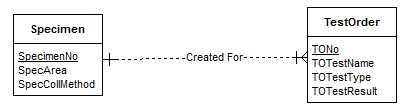 Specimen
SpecimenNo
SpecArea
SpecCollMethod
Created For
TestOrder
TONo
TOTestName
TOTestType
TOTestResult